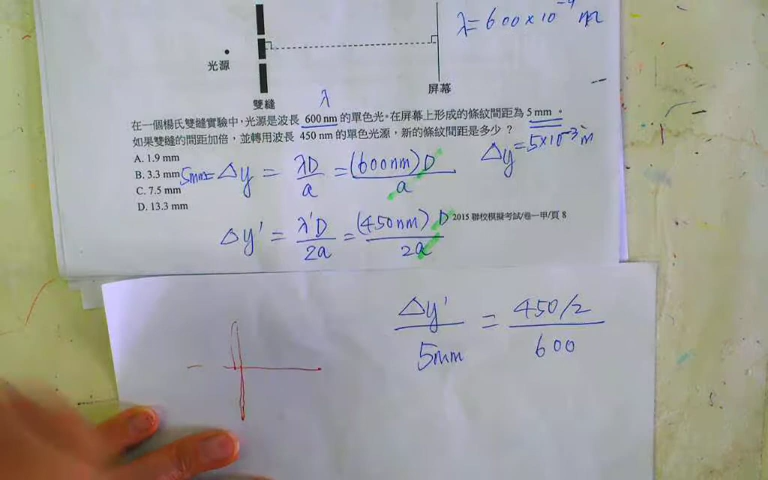 λ=600×10⁻⁹ m
光源
雙縫
屏幕
λ
在一個楊氏雙縫實驗中，光源是波長 600 nm 的單色光。在屏幕上形成的條紋間距為 5 mm。
如果雙縫的間距加倍，並轉用波長 450 nm 的單色光源，新的條紋間距是多少？
Δy=5×10⁻³ m
A. 1.9 mm
B. 3.3 mm
C. 7.5 mm
D. 13.3 mm
5mm=Δy = λD/a = (600nm)D/a
Δy' = λ'D/2a = (450nm)D/2a
2015 聯校模擬考試/卷一甲/頁 8
Δy'/5mm = 450/2/600